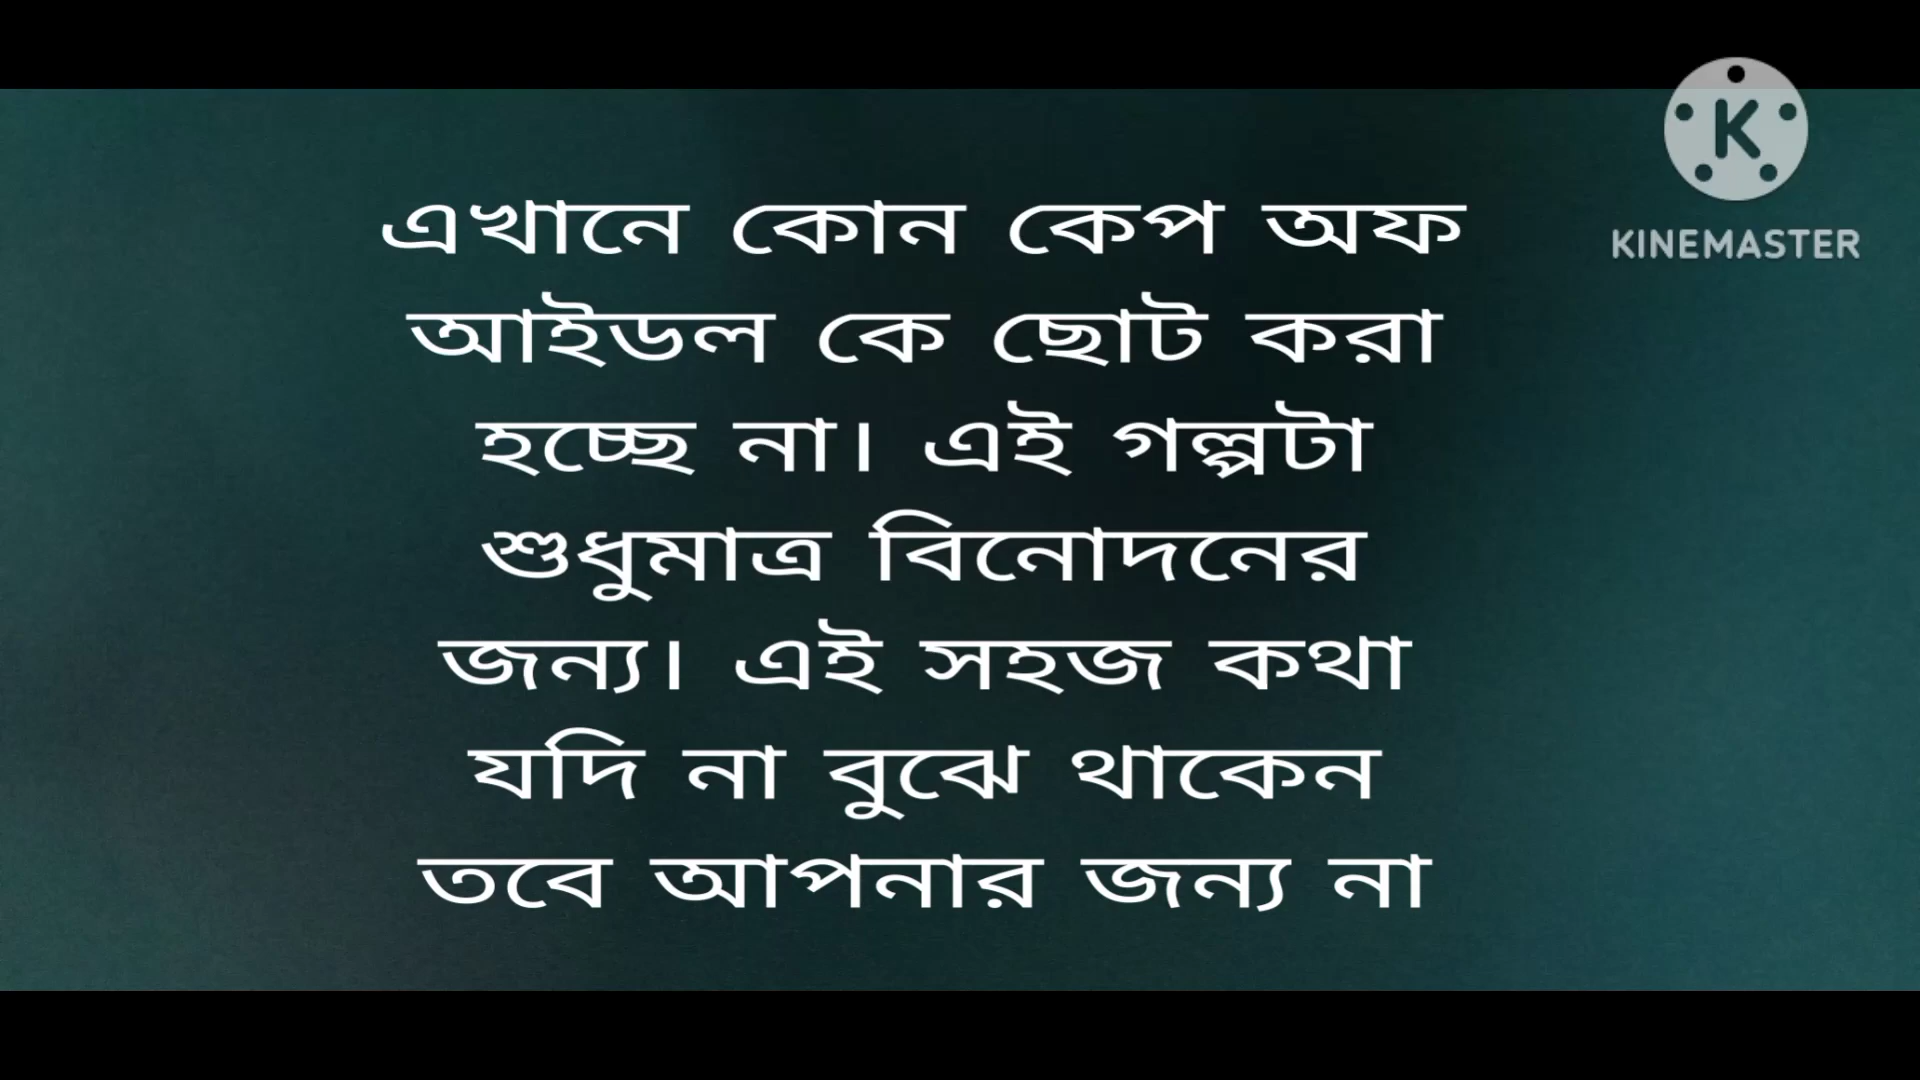 এখানে কোন কেপ অফ
আইডল কে ছোট করা
হচ্ছে না। এই গল্পটা
শুধুমাত্র বিনোদনের
জন্য। এই সহজ কথা
যদি না বুঝে থাকেন
তবে আপনার জন্য না
K
KINEMASTER